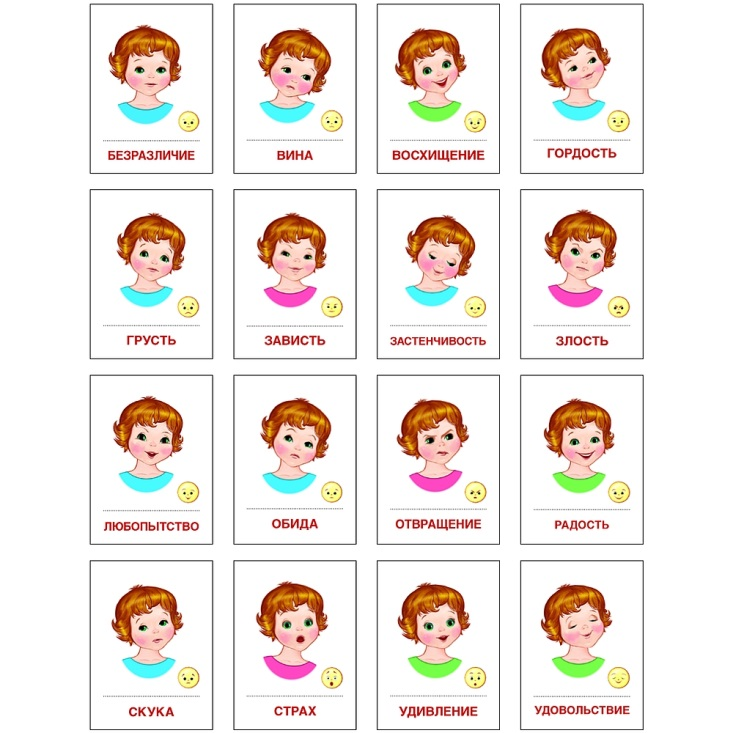 БЕЗРАЗЛИЧИЕ
ВИНА
ВОСХИЩЕНИЕ
ГОРДОСТЬ
ГРУСТЬ
ЗАВИСТЬ
ЗАСТЕНЧИВОСТЬ
ЗЛОСТЬ
ЛЮБОПЫТСТВО
ОБИДА
ОТВРАЩЕНИЕ
РАДОСТЬ
СКУКА
СТРАХ
УДИВЛЕНИЕ
УДОВОЛЬСТВИЕ